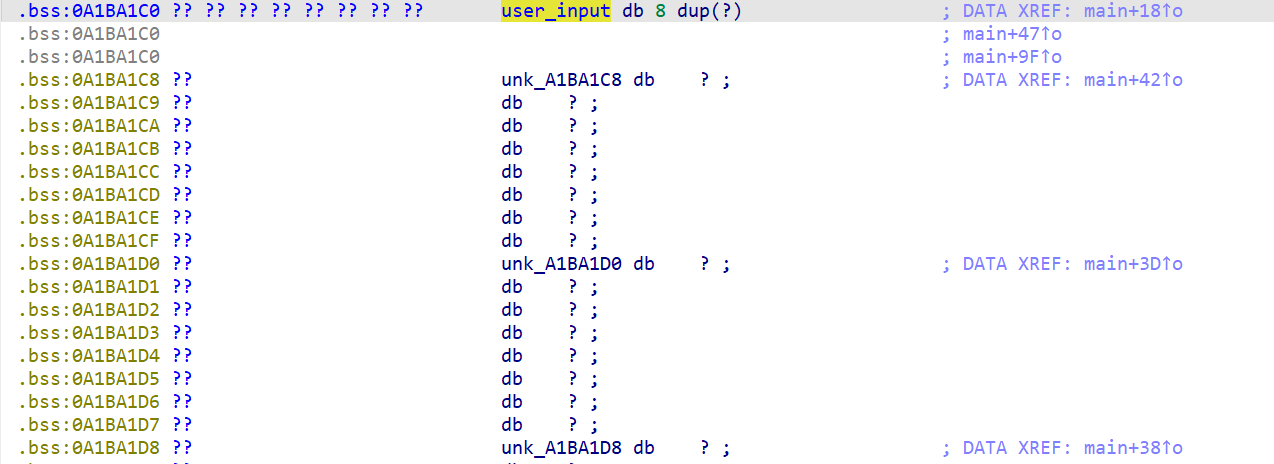 .bss:0A1BA1C0 ?? ?? ?? ?? ?? ?? ?? ?? user_input db 8 dup(?) ; DATA XREF: main+18↑o
.bss:0A1BA1C0 ; main+47↑o
.bss:0A1BA1C0 ; main+9F↑o
.bss:0A1BA1C8 ?? unk_A1BA1C8 db ? ; ; DATA XREF: main+42↑o
.bss:0A1BA1C9 ?? db ? ;
.bss:0A1BA1CA ?? db ? ;
.bss:0A1BA1CB ?? db ? ;
.bss:0A1BA1CC ?? db ? ;
.bss:0A1BA1CD ?? db ? ;
.bss:0A1BA1CE ?? db ? ;
.bss:0A1BA1CF ?? db ? ;
.bss:0A1BA1D0 ?? unk_A1BA1D0 db ? ; ; DATA XREF: main+3D↑o
.bss:0A1BA1D1 ?? db ? ;
.bss:0A1BA1D2 ?? db ? ;
.bss:0A1BA1D3 ?? db ? ;
.bss:0A1BA1D4 ?? db ? ;
.bss:0A1BA1D5 ?? db ? ;
.bss:0A1BA1D6 ?? db ? ;
.bss:0A1BA1D7 ?? db ? ;
.bss:0A1BA1D8 ?? unk_A1BA1D8 db ? ; ; DATA XREF: main+38↑o